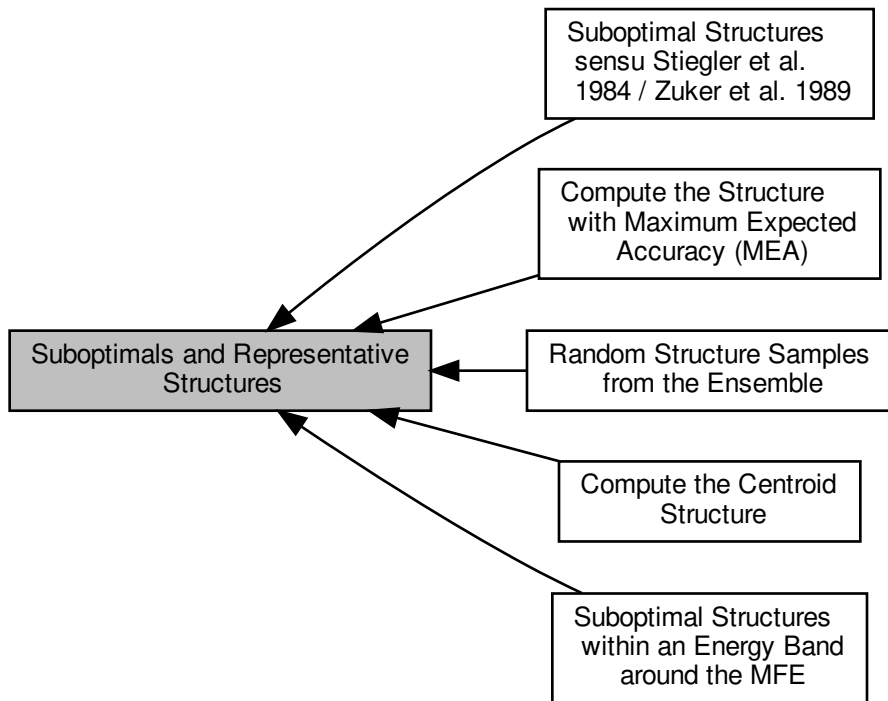 Suboptimal Structures
sensu Stiegler et al.
1984 / Zuker et al. 1989
Compute the Structure
with Maximum Expected
Accuracy (MEA)
Suboptimals and Representative
Structures
Random Structure Samples
from the Ensemble
Compute the Centroid
Structure
Suboptimal Structures
within an Energy Band
around the MFE